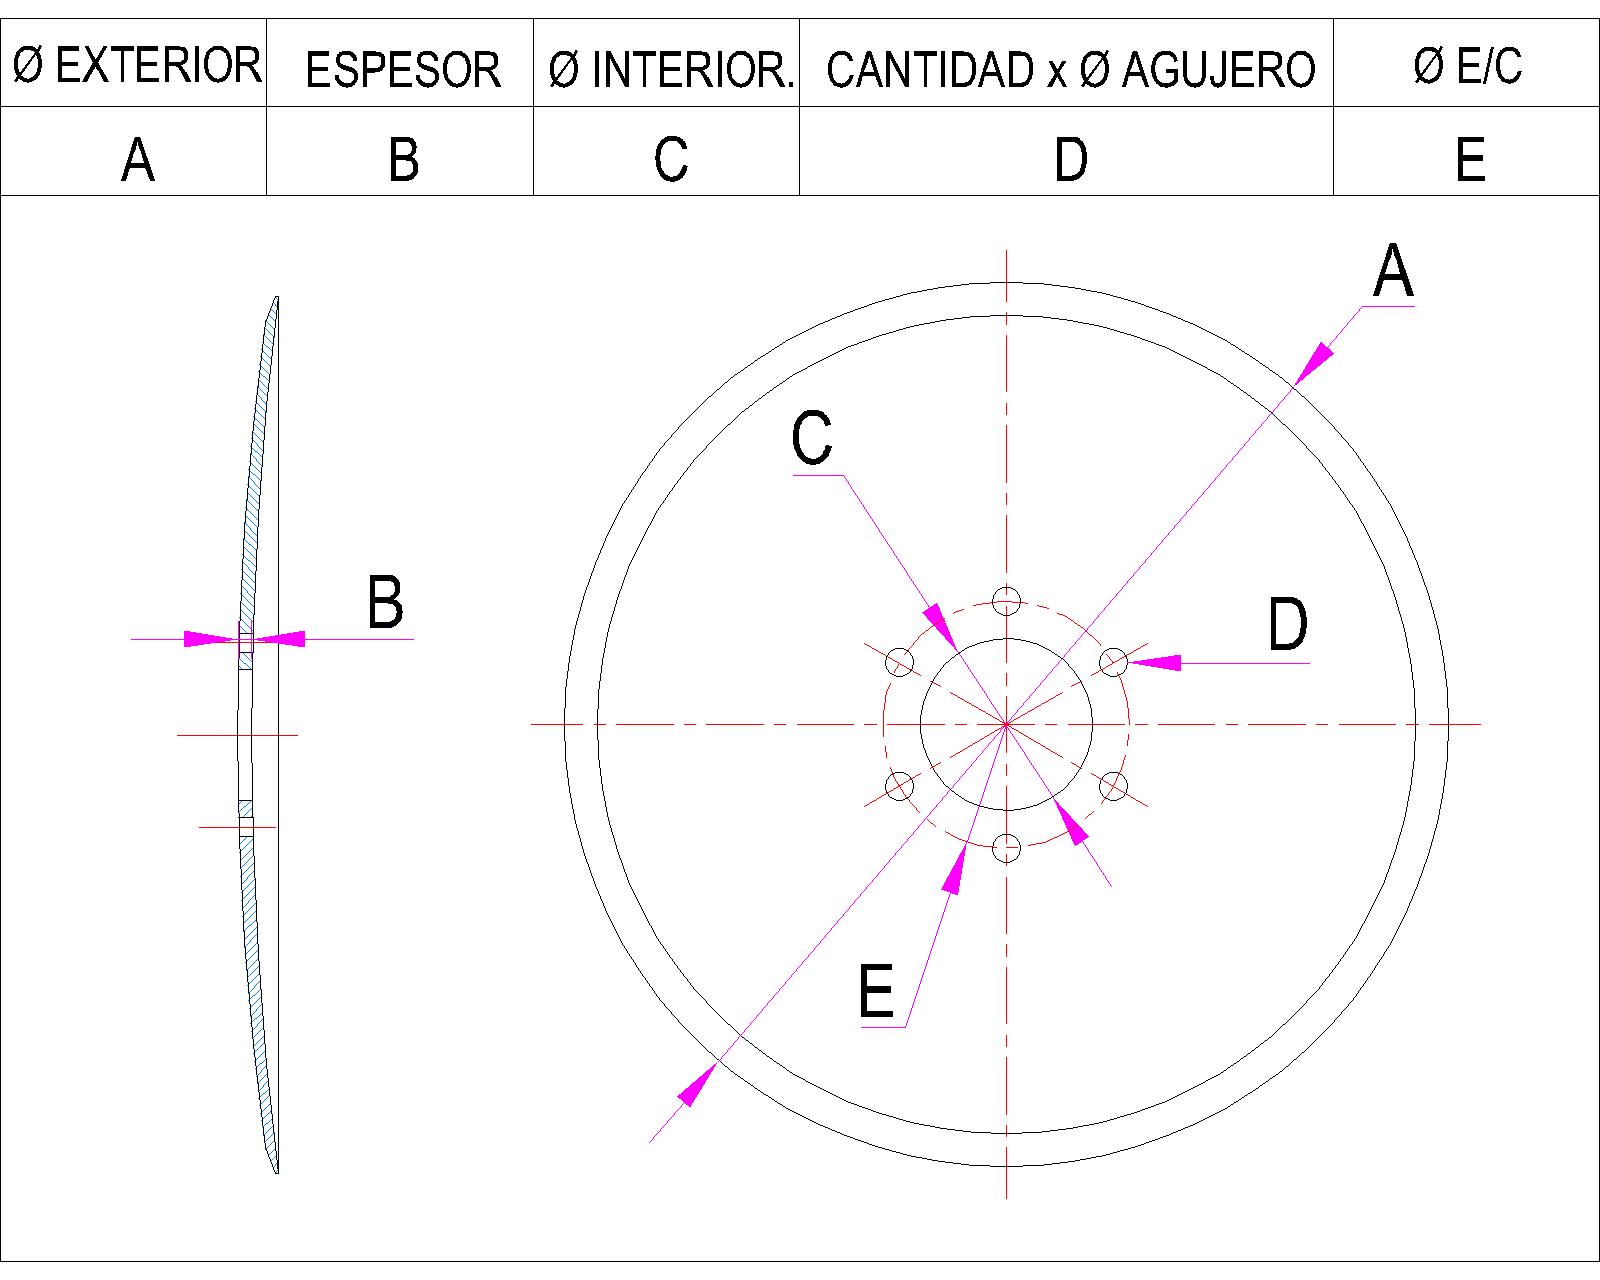 Ø EXTERIOR ESPESOR Ø INTERIOR. CANTIDAD x Ø AGUJERO Ø E/C
A B C D E
A
C
B
D
E